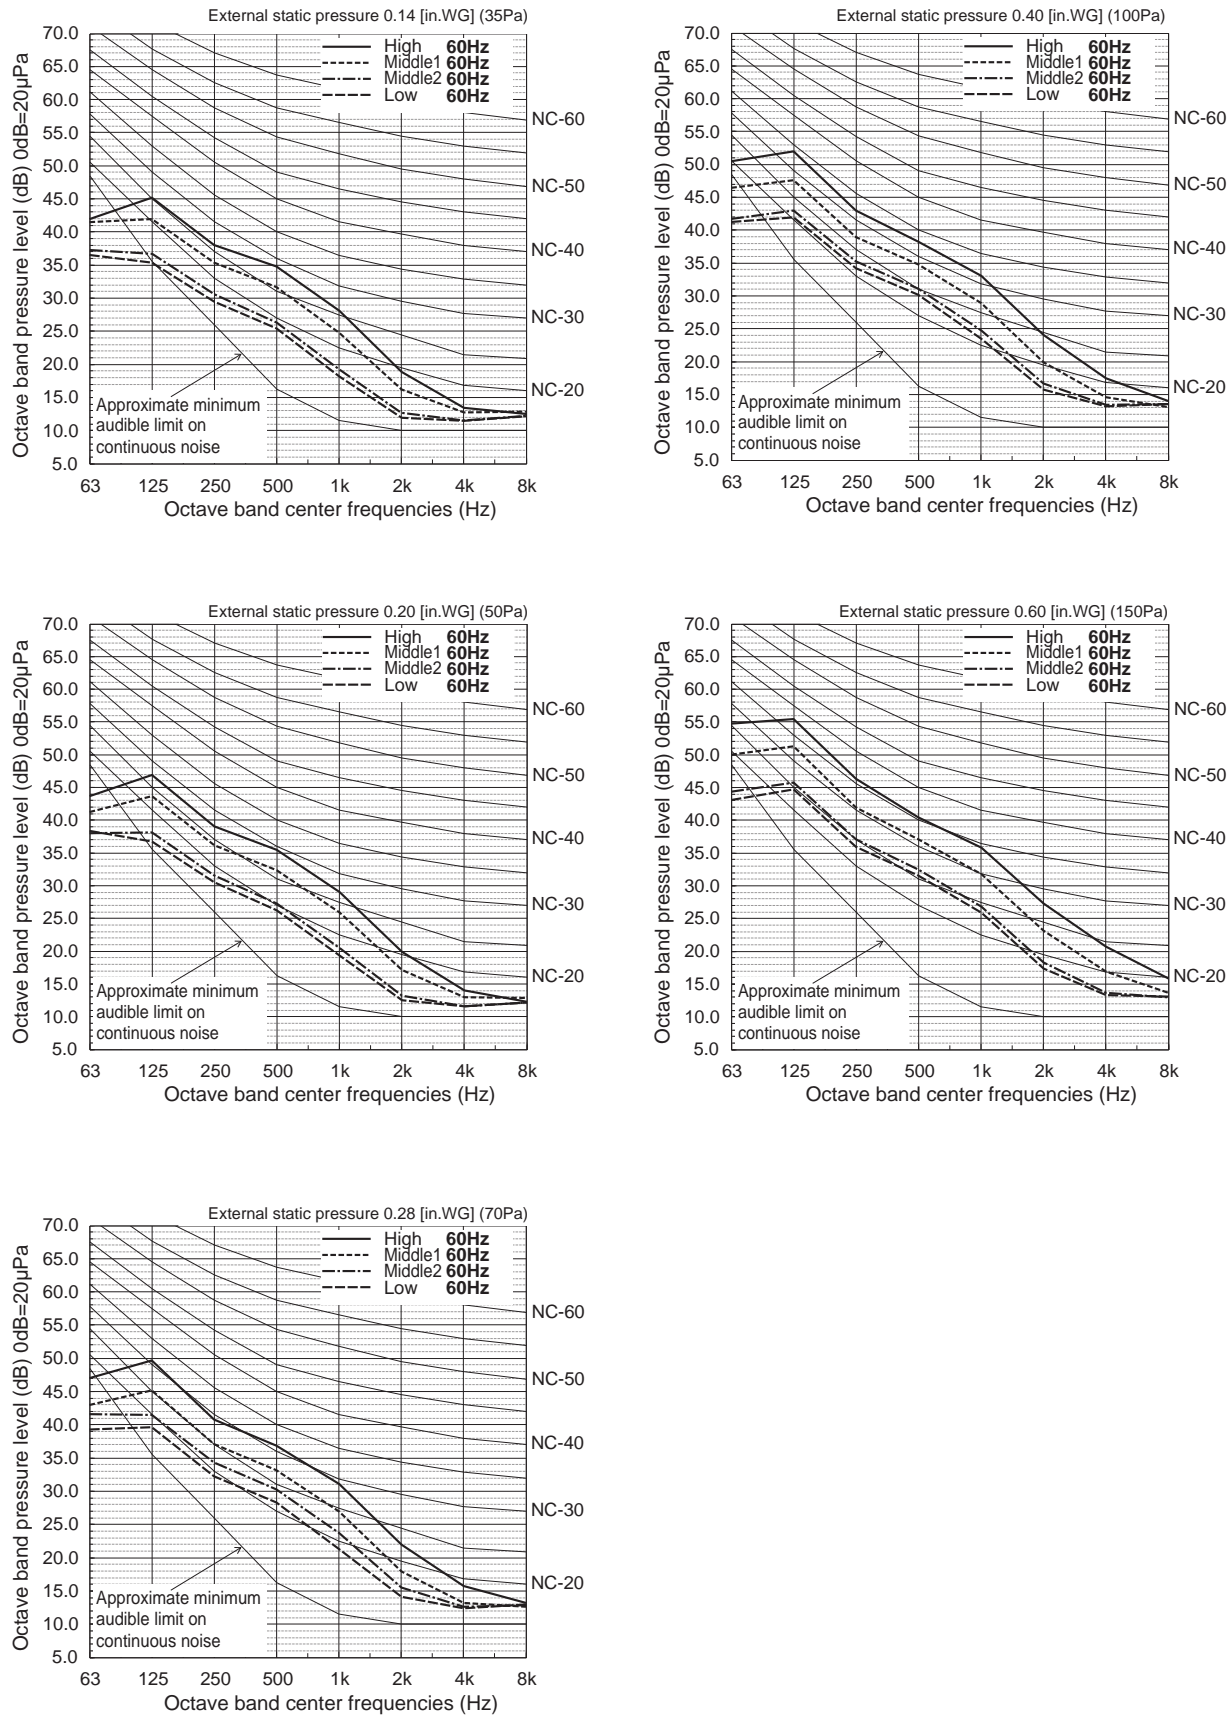 External static pressure 0.14 [in.WG] (35Pa)
Octave band pressure level (dB) 0dB=20µPa
70.0
65.0
60.0
55.0
50.0
45.0
40.0
35.0
30.0
25.0
20.0
15.0
10.0
5.0
High 60Hz
Middle1 60Hz
Middle2 60Hz
Low 60Hz
NC-60
NC-50
NC-40
NC-30
NC-20
Approximate minimum
audible limit on
continuous noise
63 125 250 500 1k 2k 4k 8k
Octave band center frequencies (Hz)
External static pressure 0.40 [in.WG] (100Pa)
Octave band pressure level (dB) 0dB=20µPa
70.0
65.0
60.0
55.0
50.0
45.0
40.0
35.0
30.0
25.0
20.0
15.0
10.0
5.0
High 60Hz
Middle1 60Hz
Middle2 60Hz
Low 60Hz
NC-60
NC-50
NC-40
NC-30
NC-20
Approximate minimum
audible limit on
continuous noise
63 125 250 500 1k 2k 4k 8k
Octave band center frequencies (Hz)
External static pressure 0.20 [in.WG] (50Pa)
Octave band pressure level (dB) 0dB=20µPa
70.0
65.0
60.0
55.0
50.0
45.0
40.0
35.0
30.0
25.0
20.0
15.0
10.0
5.0
High 60Hz
Middle1 60Hz
Middle2 60Hz
Low 60Hz
NC-60
NC-50
NC-40
NC-30
NC-20
Approximate minimum
audible limit on
continuous noise
63 125 250 500 1k 2k 4k 8k
Octave band center frequencies (Hz)
External static pressure 0.60 [in.WG] (150Pa)
Octave band pressure level (dB) 0dB=20µPa
70.0
65.0
60.0
55.0
50.0
45.0
40.0
35.0
30.0
25.0
20.0
15.0
10.0
5.0
High 60Hz
Middle1 60Hz
Middle2 60Hz
Low 60Hz
NC-60
NC-50
NC-40
NC-30
NC-20
Approximate minimum
audible limit on
continuous noise
63 125 250 500 1k 2k 4k 8k
Octave band center frequencies (Hz)
External static pressure 0.28 [in.WG] (70Pa)
Octave band pressure level (dB) 0dB=20µPa
70.0
65.0
60.0
55.0
50.0
45.0
40.0
35.0
30.0
25.0
20.0
15.0
10.0
5.0
High 60Hz
Middle1 60Hz
Middle2 60Hz
Low 60Hz
NC-60
NC-50
NC-40
NC-30
NC-20
Approximate minimum
audible limit on
continuous noise
63 125 250 500 1k 2k 4k 8k
Octave band center frequencies (Hz)